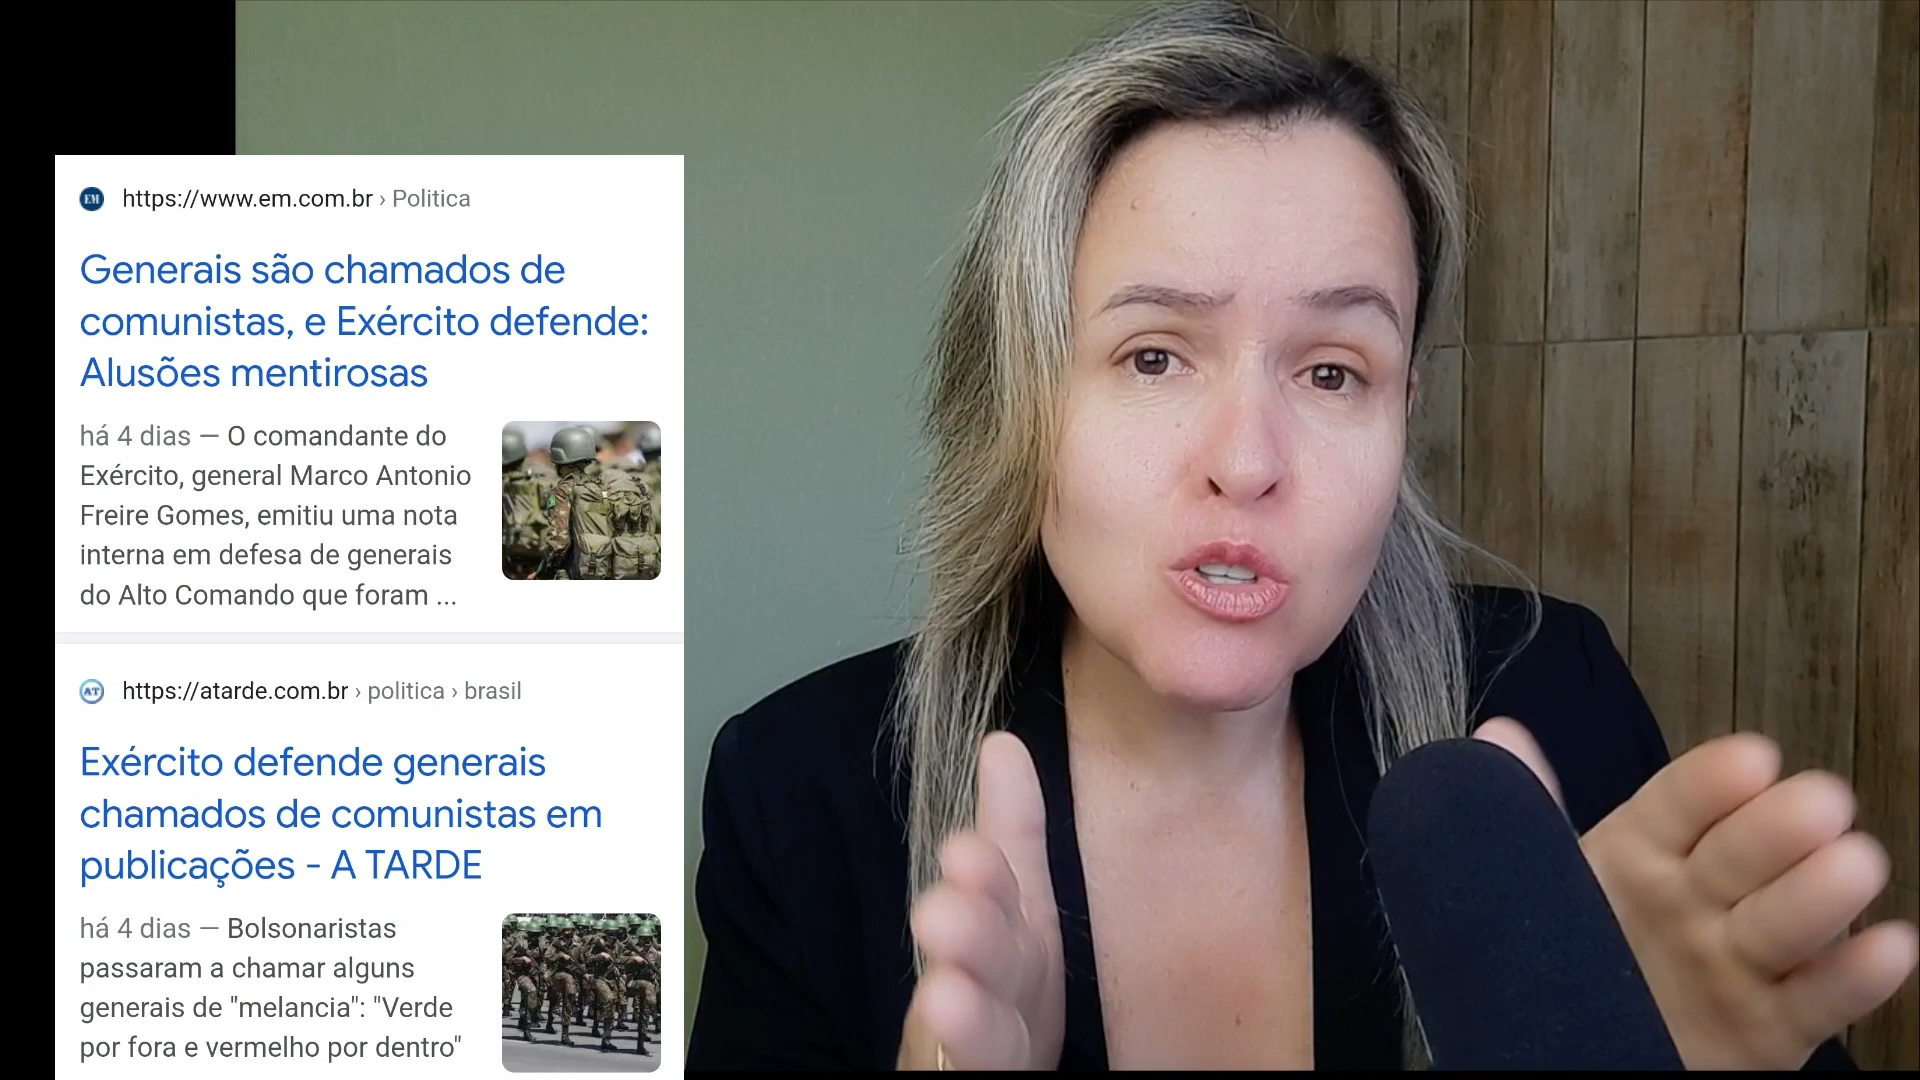 EM
https://www.em.com.br › Politica
Generais são chamados de
comunistas, e Exército defende:
Alusões mentirosas
há 4 dias — O comandante do
Exército, general Marco Antonio
Freire Gomes, emitiu uma nota
interna em defesa de generais
do Alto Comando que foram ...
AT
https://atarde.com.br › politica › brasil
Exército defende generais
chamados de comunistas em
publicações - A TARDE
há 4 dias — Bolsonaristas
passaram a chamar alguns
generais de "melancia": "Verde
por fora e vermelho por dentro"